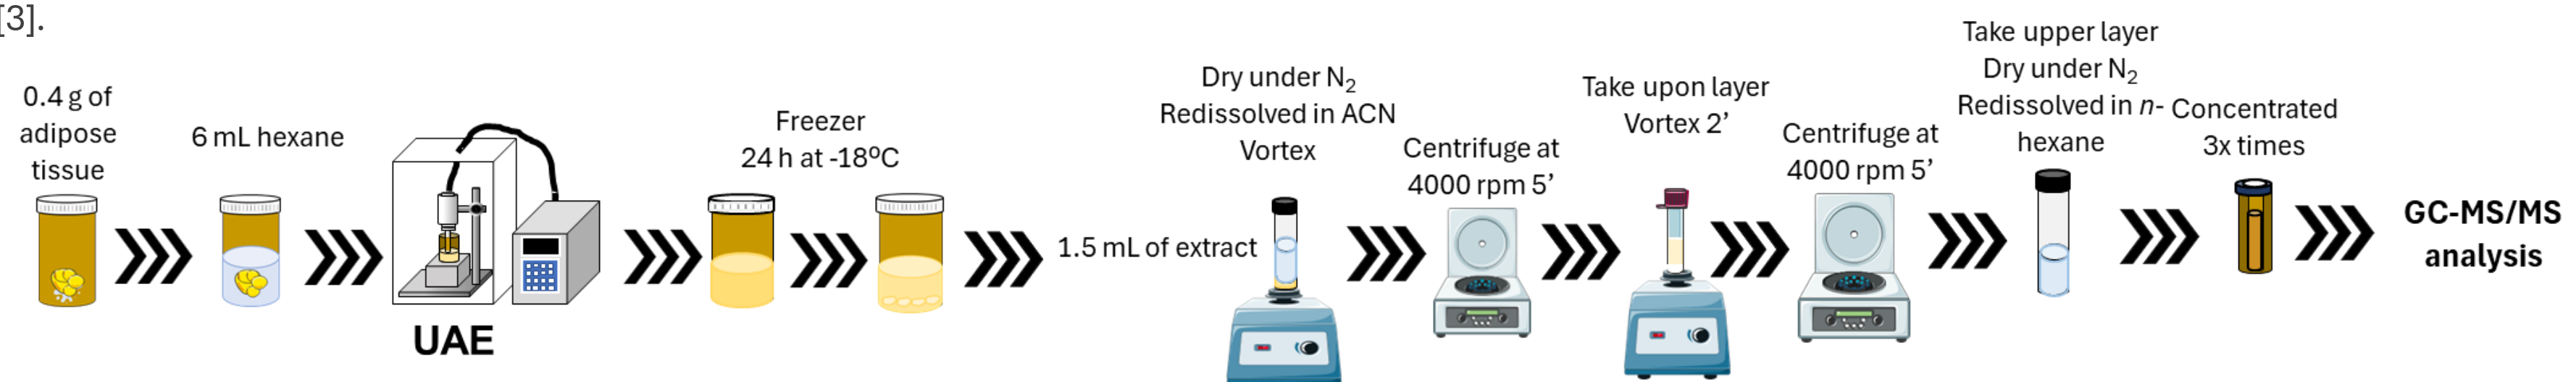 [3].
0.4 g of
adipose
tissue
6 mL hexane
UAE
Freezer
24 h at -18ºC
1.5 mL of extract
Dry under N₂
Redissolved in ACN
Vortex
Centrifuge at
4000 rpm 5’
Take upon layer
Vortex 2’
Centrifuge at
4000 rpm 5’
Take upper layer
Dry under N₂
Redissolved in n-
hexane
Concentrated
3x times
GC-MS/MS
analysis